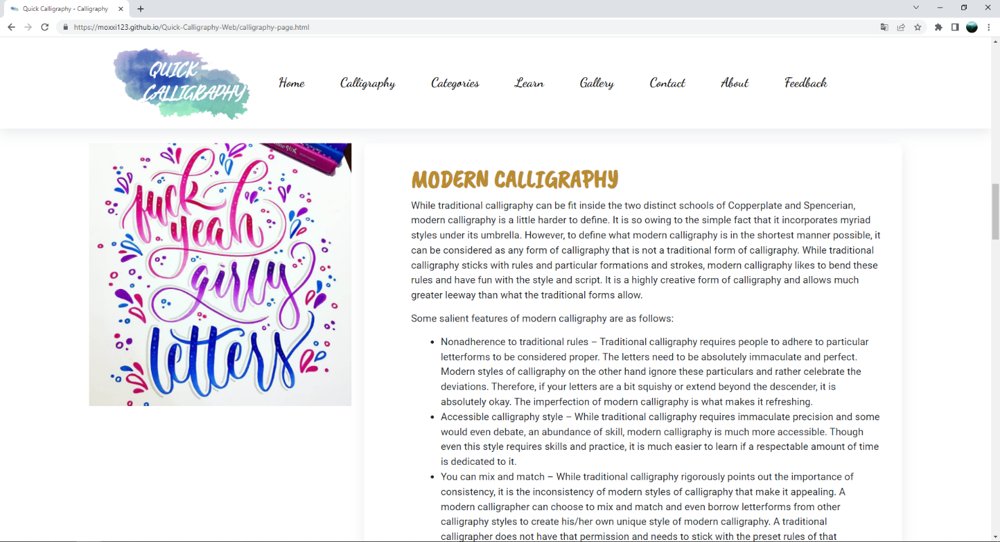 Quick Calligraphy - Calligraphy
https://moxxi123.github.io/Quick-Calligraphy-Web/calligraphy-page.html
QUICK
CALLIGRAPHY
Home Calligraphy Categories Learn Gallery Contact About Feedback
fuck
yeah
girly
letters
MODERN CALLIGRAPHY
While traditional calligraphy can be fit inside the two distinct schools of Copperplate and Spencerian,
modern calligraphy is a little harder to define. It is so owing to the simple fact that it incorporates myriad
styles under its umbrella. However, to define what modern calligraphy is in the shortest manner possible, it
can be considered as any form of calligraphy that is not a traditional form of calligraphy. While traditional
calligraphy sticks with rules and particular formations and strokes, modern calligraphy likes to bend these
rules and have fun with the style and script. It is a highly creative form of calligraphy and allows much
greater leeway than what the traditional forms allow.
Some salient features of modern calligraphy are as follows:
• Nonadherence to traditional rules – Traditional calligraphy requires people to adhere to particular
letterforms to be considered proper. The letters need to be absolutely immaculate and perfect.
Modern styles of calligraphy on the other hand ignore these particulars and rather celebrate the
deviations. Therefore, if your letters are a bit squishy or extend beyond the descender, it is
absolutely okay. The imperfection of modern calligraphy is what makes it refreshing.
• Accessible calligraphy style – While traditional calligraphy requires immaculate precision and some
would even debate, an abundance of skill, modern calligraphy is much more accessible. Though
even this style requires skills and practice, it is much easier to learn if a respectable amount of time
is dedicated to it.
• You can mix and match – While traditional calligraphy rigorously points out the importance of
consistency, it is the inconsistency of modern styles of calligraphy that make it appealing. A
modern calligrapher can choose to mix and match and even borrow letterforms from other
calligraphy styles to create his/her own unique style of modern calligraphy. A traditional
calligrapher does not have that permission and needs to stick with the preset rules of that